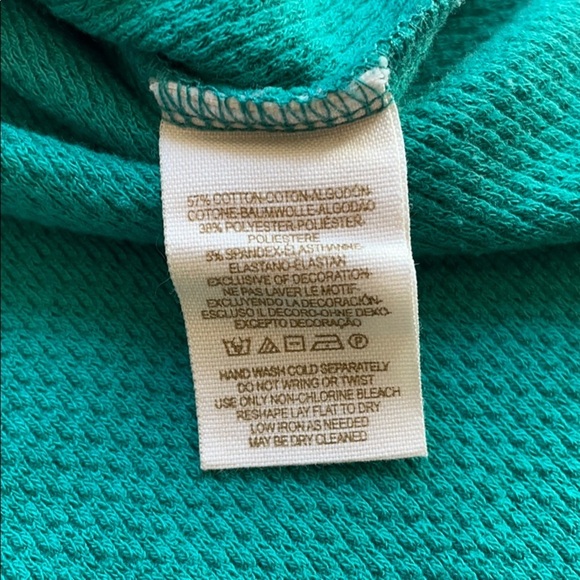 57% COTTON-COTON-ALGODÓN
COTONE-BAUMWOLLE-ALGODÃO
38% POLYESTER-POLIÉSTER-
POLIESTERE
5% SPANDEX-ÉLASTHANNE-
ELASTANO-ELASTAN
EXCLUSIVE OF DECORATION-
NE PAS LAVER LE MOTIF-
EXCLUYENDO LA DECORACIÓN-
ESCLUSO IL DECORO-OHNE DEKO-
EXCEPTO DECORAÇÃO
P
HAND WASH COLD SEPARATELY
DO NOT WRING OR TWIST
USE ONLY NON-CHLORINE BLEACH
RESHAPE LAY FLAT TO DRY
LOW IRON AS NEEDED
MAY BE DRY CLEANED